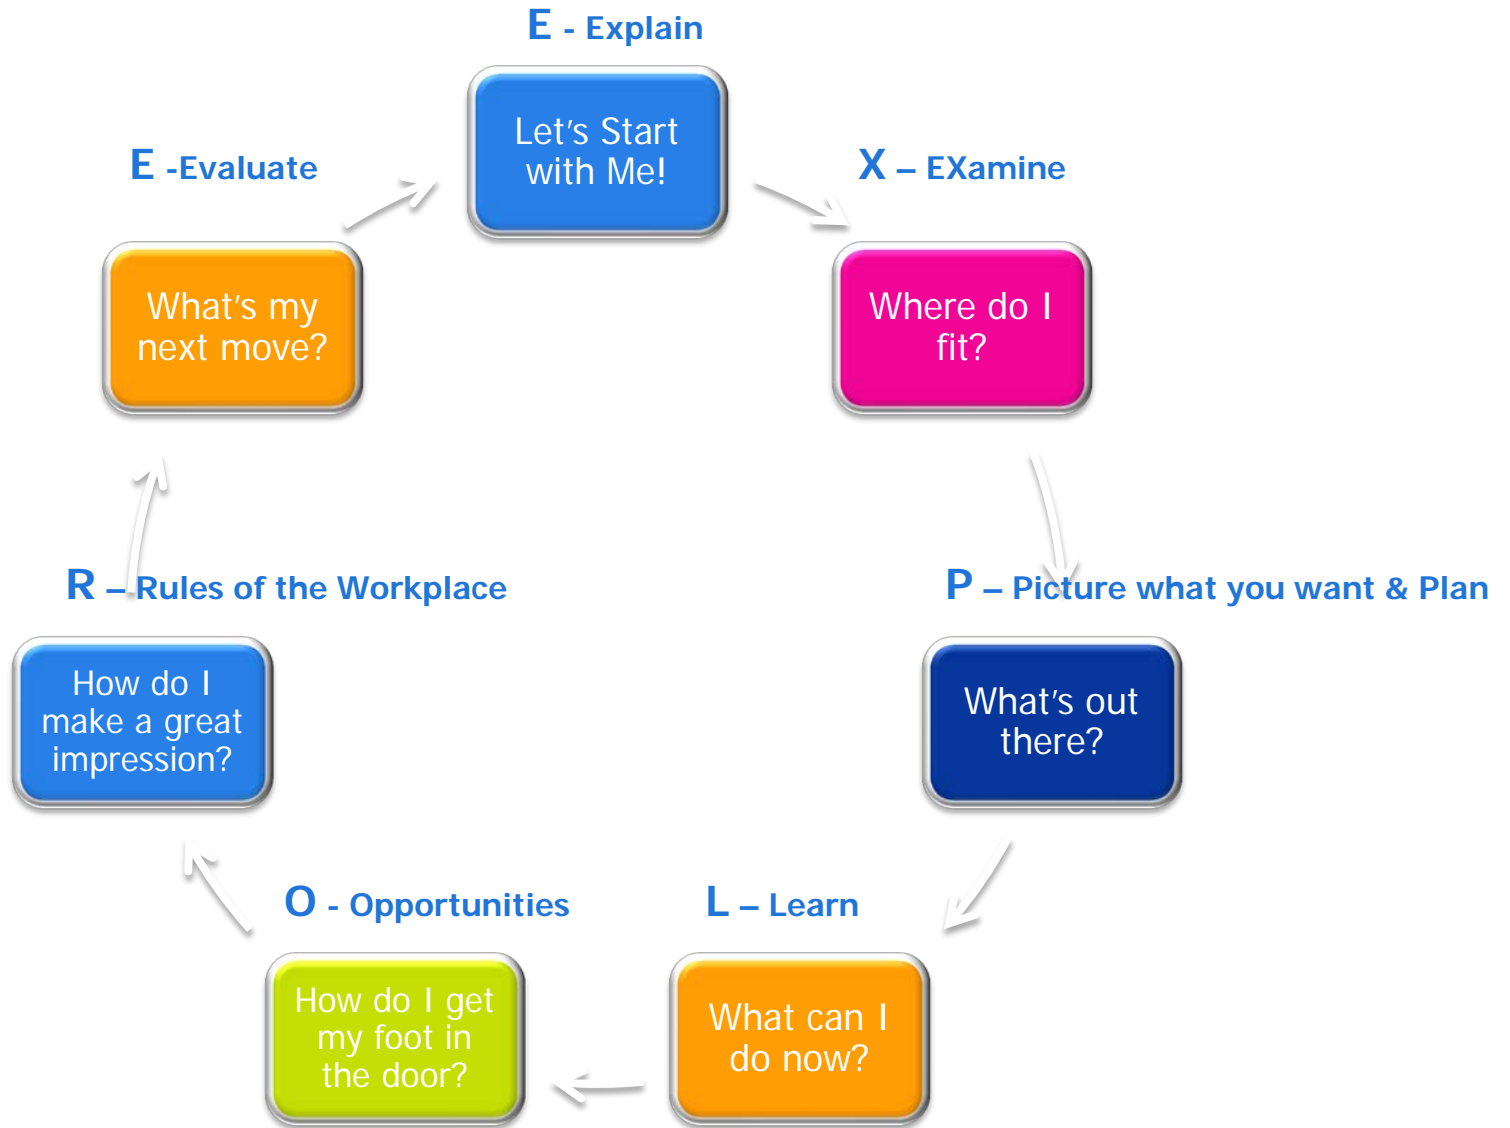 E - Explain
Let's Start
with Me!
X – EXamine
Where do I
fit?
P – Picture what you want & Plan
What's out
there?
L – Learn
What can I
do now?
O - Opportunities
How do I get
my foot in
the door?
R – Rules of the Workplace
How do I
make a great
impression?
E -Evaluate
What's my
next move?